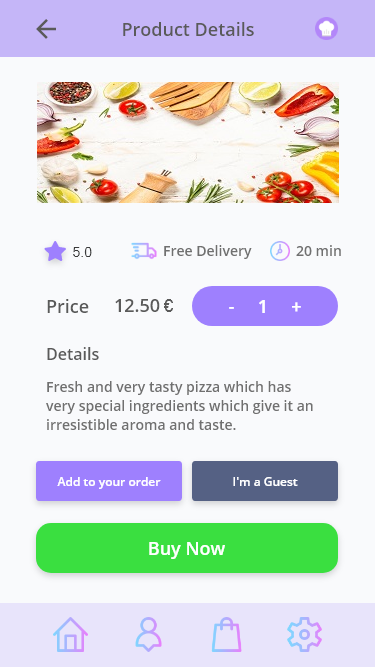 Product Details
5.0 Free Delivery 20 min
Price 12.50 € - 1 +
Details
Fresh and very tasty pizza which has
very special ingredients which give it an
irresistible aroma and taste.
Add to your order I'm a Guest
Buy Now